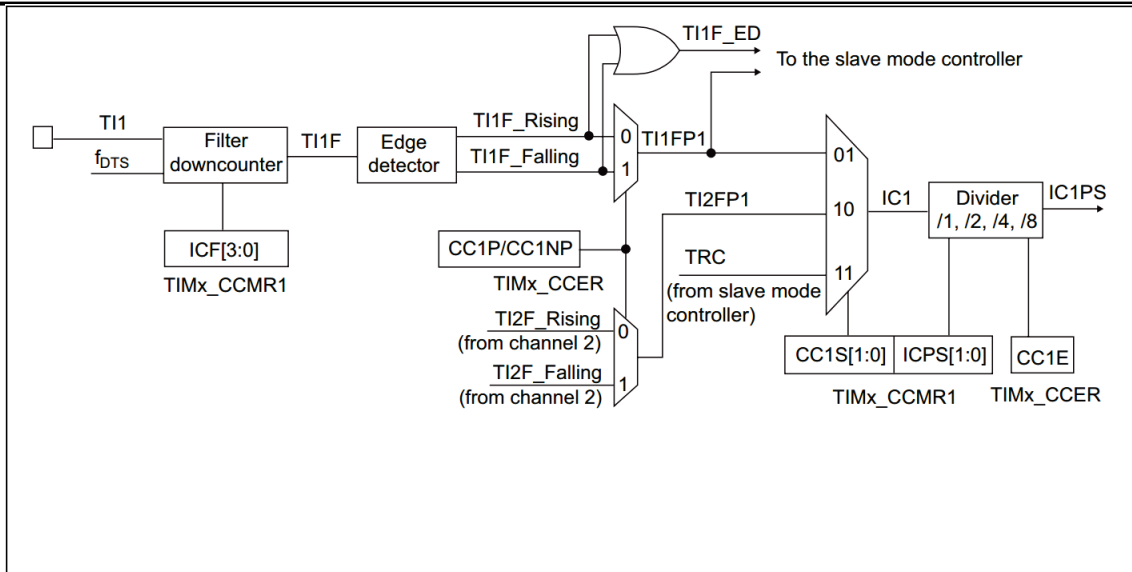 TI1F_ED
To the slave mode controller
TI1
f_DTS
Filter
downcounter
TI1F
Edge
detector
TI1F_Rising
TI1F_Falling
0
1
TI1FP1
01
10
11
TI2FP1
TRC
(from slave mode
controller)
IC1
Divider
/1, /2, /4, /8
IC1PS
ICF[3:0]
TIMx_CCMR1
CC1P/CC1NP
TIMx_CCER
TI2F_Rising
(from channel 2)
TI2F_Falling
(from channel 2)
0
1
CC1S[1:0]
ICPS[1:0]
TIMx_CCMR1
CC1E
TIMx_CCER